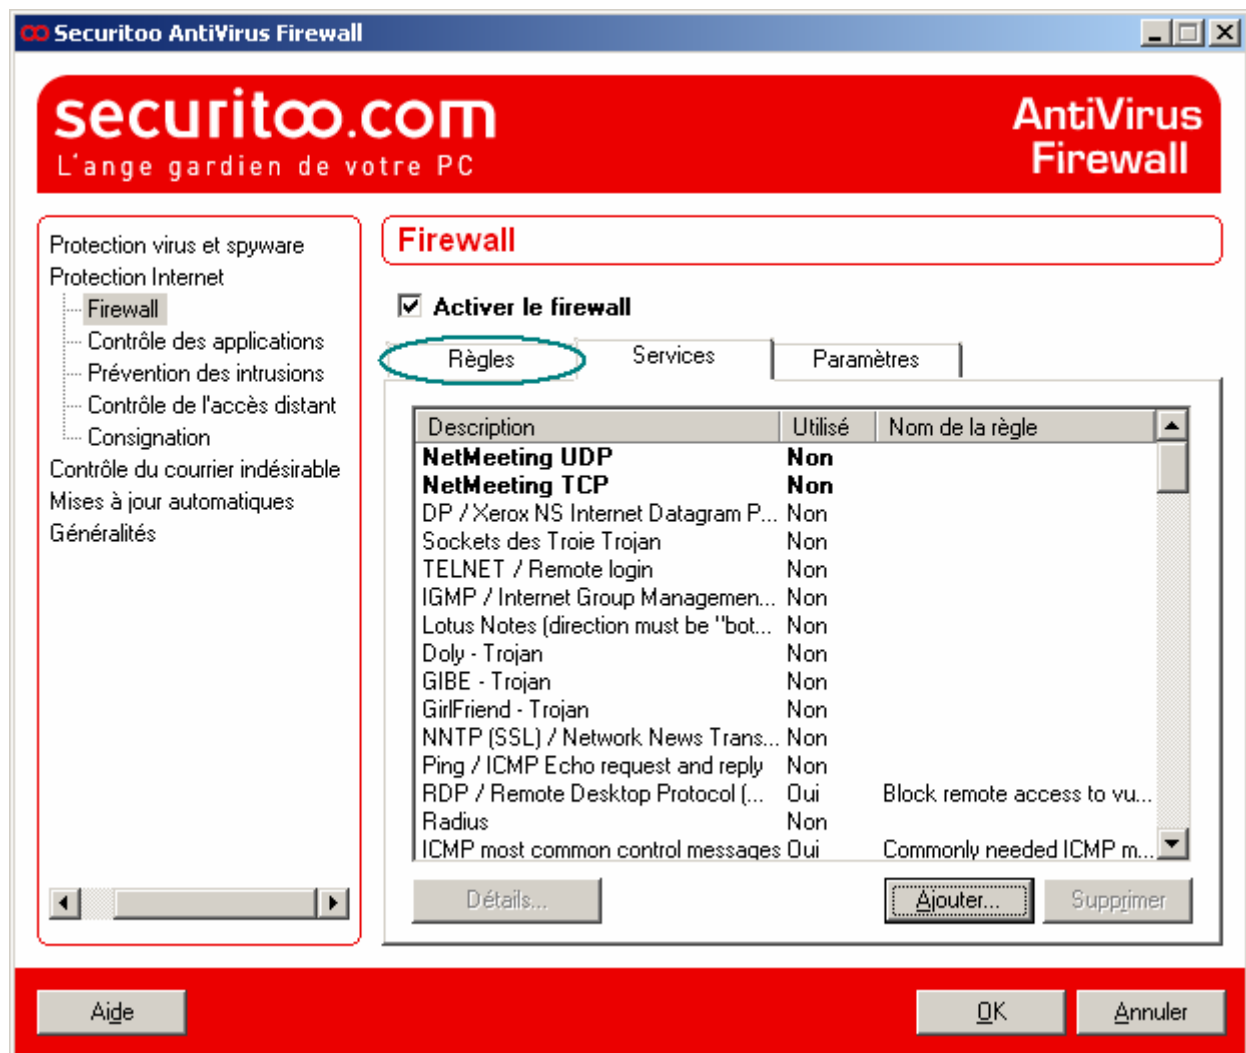 Securitoo AntiVirus Firewall
securitoo.com
L'ange gardien de votre PC
AntiVirus
Firewall
Protection virus et spyware
Protection Internet
Firewall
Contrôle des applications
Prévention des intrusions
Contrôle de l'accès distant
Consignation
Contrôle du courrier indésirable
Mises à jour automatiques
Généralités
Firewall
Activer le firewall
Règles Services Paramètres
Description Utilisé Nom de la règle
NetMeeting UDP Non
NetMeeting TCP Non
DP / Xerox NS Internet Datagram P... Non
Sockets des Troie Trojan Non
TELNET / Remote login Non
IGMP / Internet Group Managemen... Non
Lotus Notes (direction must be "bot... Non
Doly - Trojan Non
GIBE - Trojan Non
GirlFriend - Trojan Non
NNTP (SSL) / Network News Trans... Non
Ping / ICMP Echo request and reply Non
RDP / Remote Desktop Protocol (... Oui Block remote access to vu...
Radius Non
ICMP most common control messages Oui Commonly needed ICMP m...
Détails... Ajouter... Supprimer
Aide OK Annuler